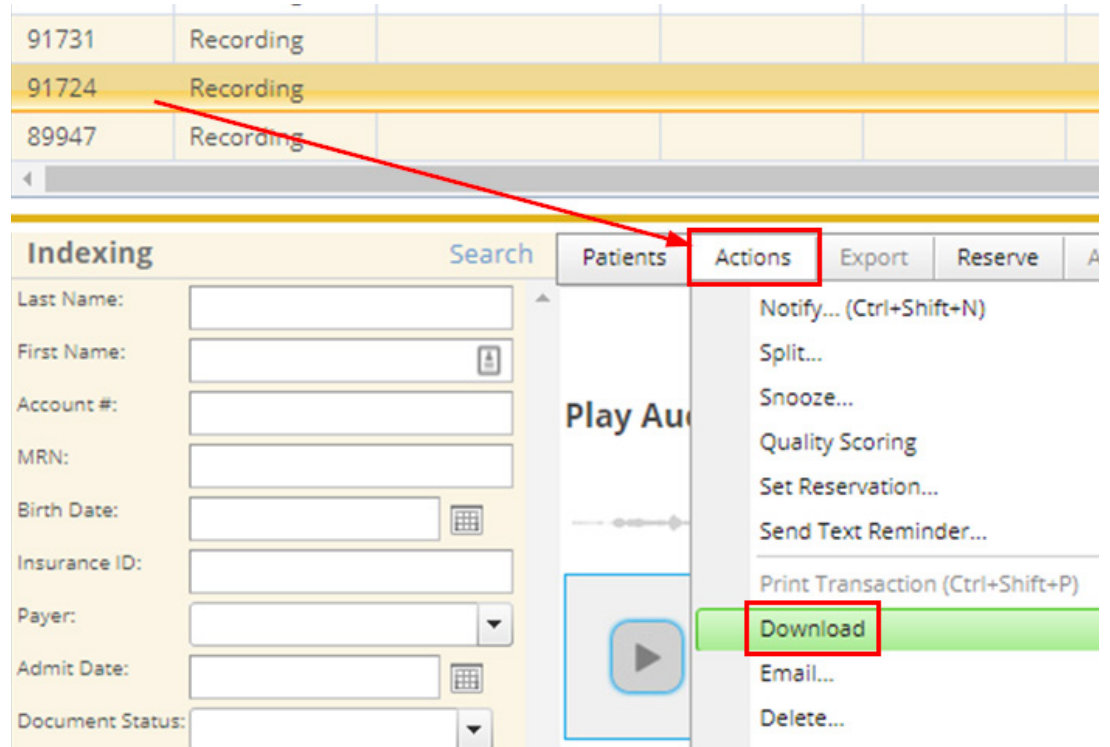 91731 Recording
91724 Recording
89947 Recording
Indexing Search Patients Actions Export Reserve A
Last Name:
First Name:
Account #:
MRN:
Birth Date:
Insurance ID:
Payer:
Admit Date:
Document Status:
Play Au
Notify... (Ctrl+Shift+N)
Split...
Snooze...
Quality Scoring
Set Reservation...
Send Text Reminder...
Print Transaction (Ctrl+Shift+P)
Download
Email...
Delete...